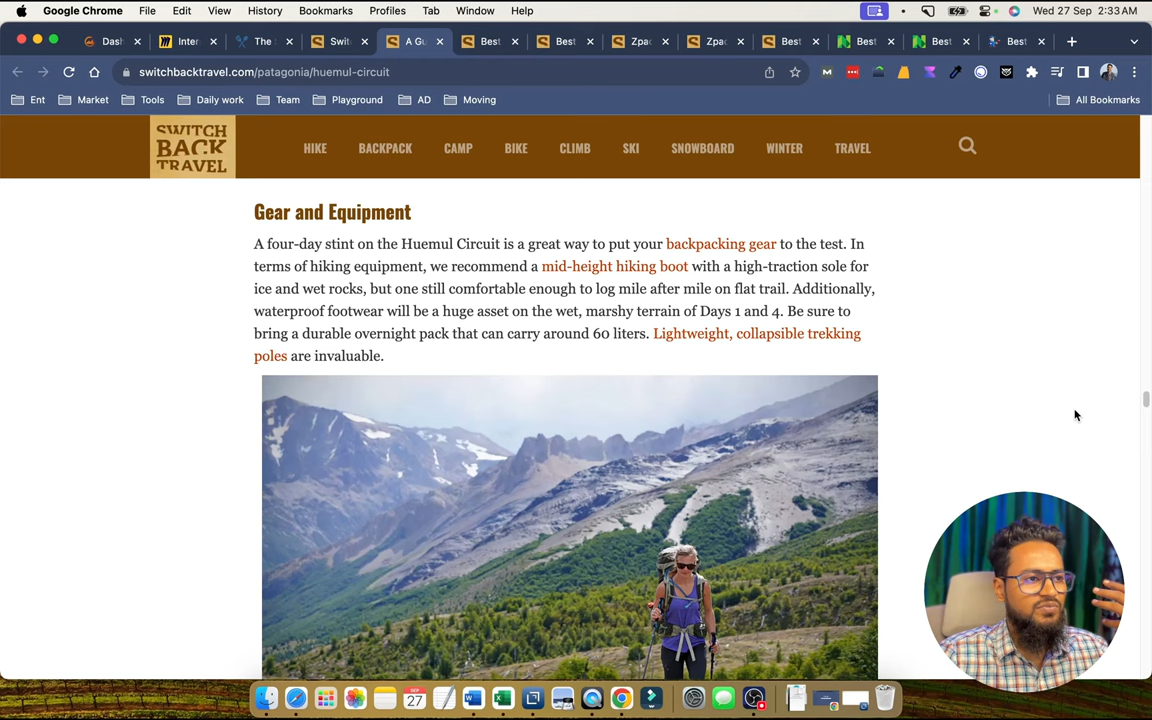 Google Chrome File Edit View History Bookmarks Profiles Tab Window Help Wed 27 Sep 2:33 AM
Dash Inter The Switc A Gu Best Best Zpac Zpac Best Best Best Best
switchbacktravel.com/patagonia/huemul-circuit
Ent Market Tools Daily work Team Playground AD Moving All Bookmarks
SWITCH
BACK
TRAVEL
HIKE BACKPACK CAMP BIKE CLIMB SKI SNOWBOARD WINTER TRAVEL
Gear and Equipment
A four-day stint on the Huemul Circuit is a great way to put your backpacking gear to the test. In
terms of hiking equipment, we recommend a mid-height hiking boot with a high-traction sole for
ice and wet rocks, but one still comfortable enough to log mile after mile on flat trail. Additionally,
waterproof footwear will be a huge asset on the wet, marshy terrain of Days 1 and 4. Be sure to
bring a durable overnight pack that can carry around 60 liters. Lightweight, collapsible trekking
poles are invaluable.
SEP
27